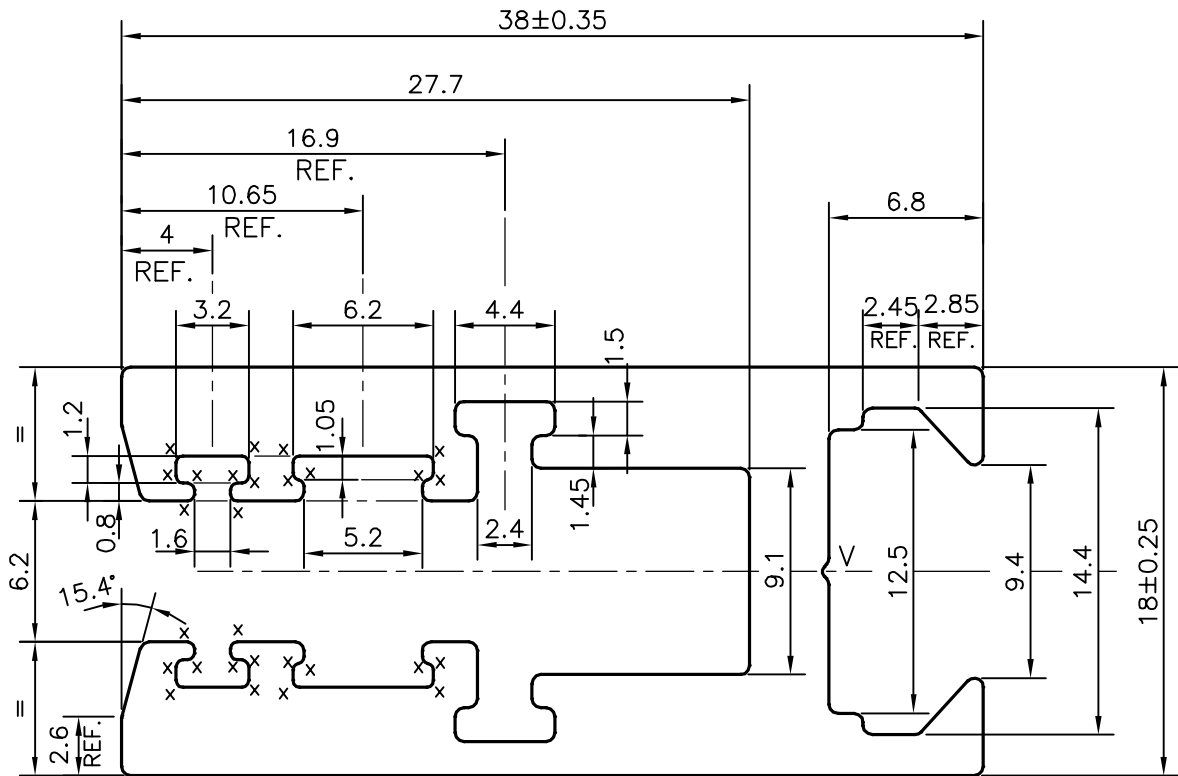 38±0.35
27.7
16.9
REF.
10.65
REF.
6.8
4
REF.
3.2
6.2
4.4
2.45
REF.
2.85
REF.
1.5
=
1.2
1.05
x x x x
x x x x x x x
0.8
1.45
x x
1.6
5.2
2.4
6.2
9.1
V
12.5
9.4
14.4
18±0.25
15.4°
x x
x x x x x x x
x x x
=
2.6
REF.